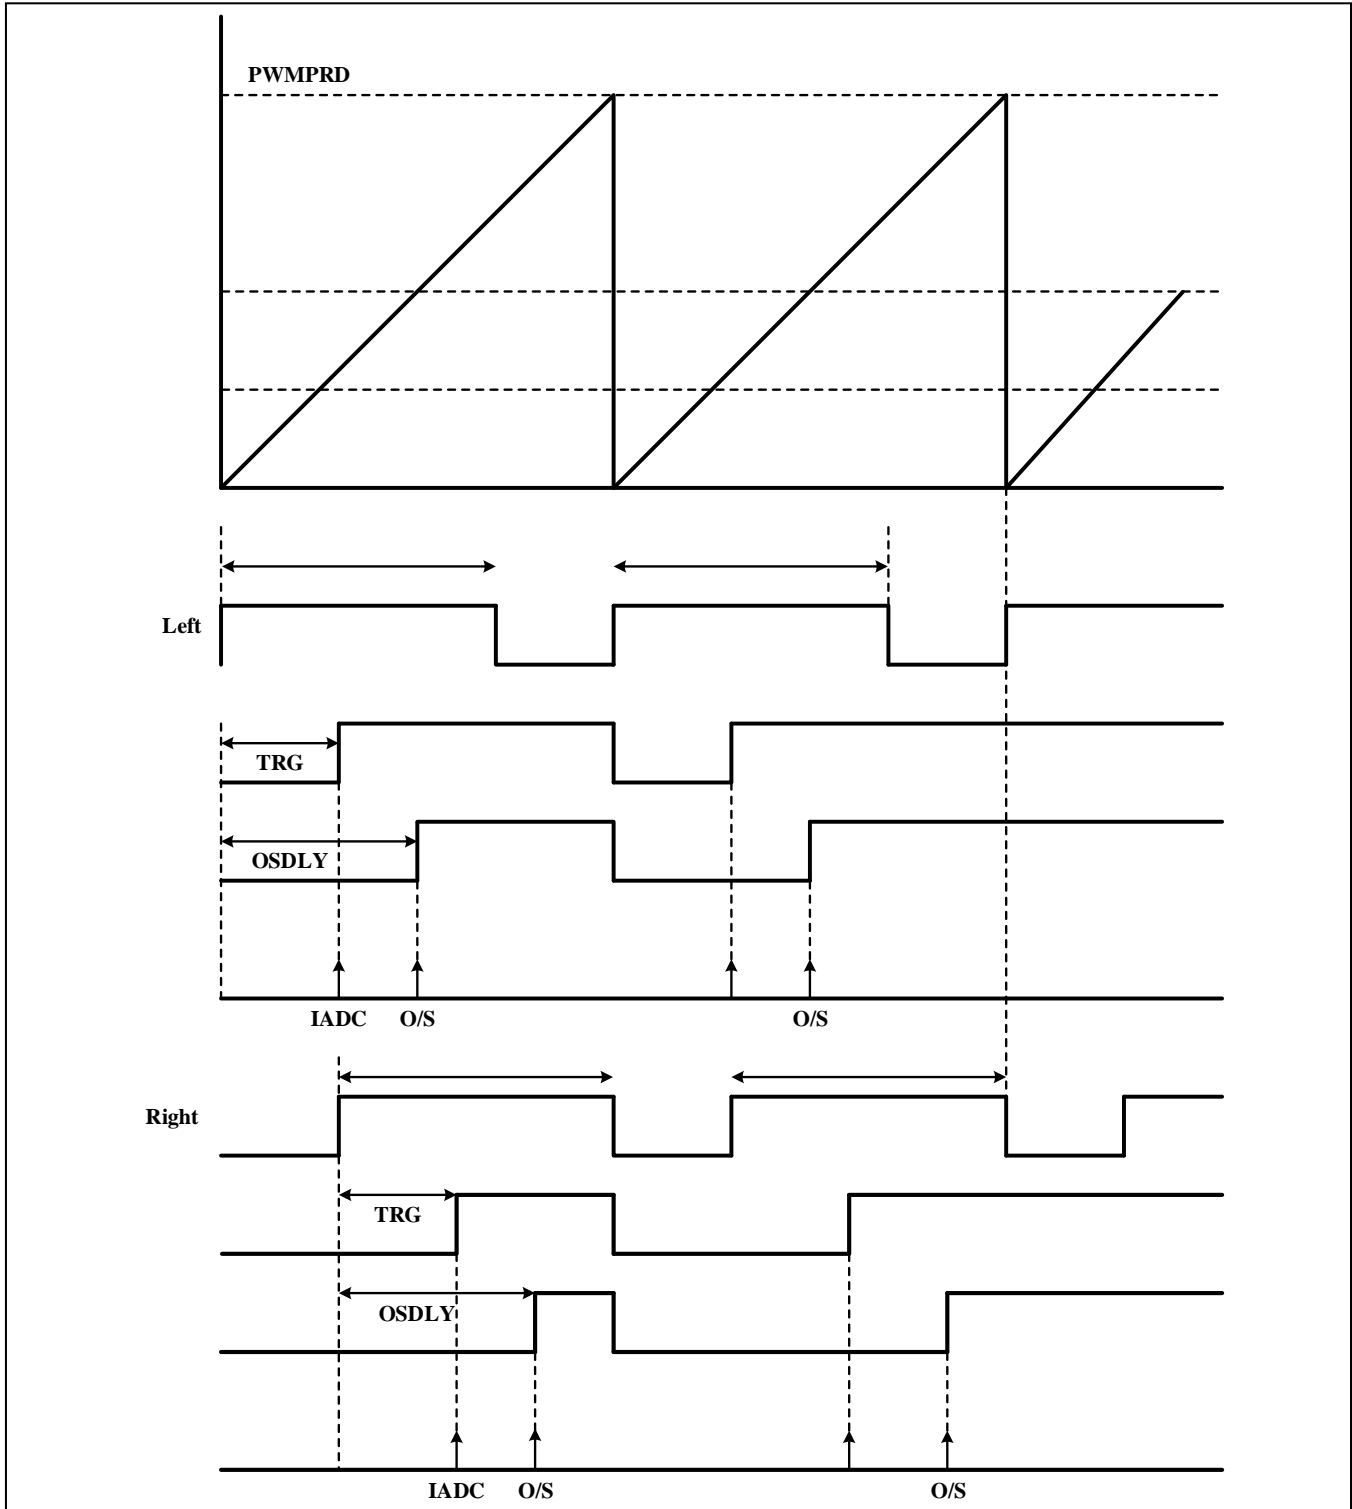 PWMPRD
Left
TRG
OSDLY
IADC O/S O/S
Right
TRG
OSDLY
IADC O/S O/S